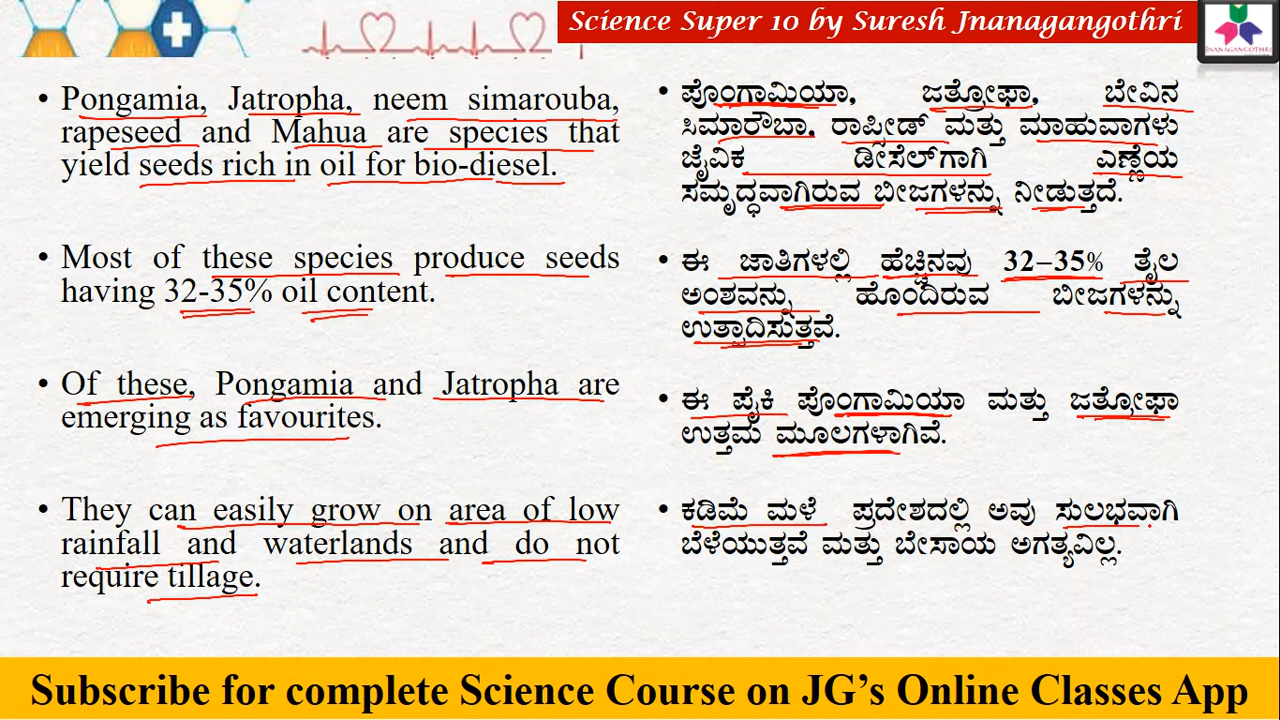 Science Super 10 by Suresh Jnanagangothri
JNANAGANGOTHRI
• Pongamia, Jatropha, neem simarouba,
rapeseed and Mahua are species that
yield seeds rich in oil for bio-diesel.
• Most of these species produce seeds
having 32-35% oil content.
• Of these, Pongamia and Jatropha are
emerging as favourites.
• They can easily grow on area of low
rainfall and waterlands and do not
require tillage.
• ಪೊಂಗಾಮಿಯಾ, ಜತ್ರೋಫಾ, ಬೇವಿನ
ಸಿಮಾರೌಬಾ, ರಾಪ್ಸೀಡ್ ಮತ್ತು ಮಾಹುವಾಗಳು
ಜೈವಿಕ ಡೀಸೆಲ್‌ಗಾಗಿ ಎಣ್ಣೆಯ
ಸಮೃದ್ಧವಾಗಿರುವ ಬೀಜಗಳನ್ನು ನೀಡುತ್ತದೆ.
• ಈ ಜಾತಿಗಳಲ್ಲಿ ಹೆಚ್ಚಿನವು 32–35% ತೈಲ
ಅಂಶವನ್ನು ಹೊಂದಿರುವ ಬೀಜಗಳನ್ನು
ಉತ್ಪಾದಿಸುತ್ತವೆ.
• ಈ ಪೈಕಿ ಪೊಂಗಾಮಿಯಾ ಮತ್ತು ಜತ್ರೋಫಾ
ಉತ್ತಮ ಮೂಲಗಳಾಗಿವೆ.
• ಕಡಿಮೆ ಮಳೆ ಪ್ರದೇಶದಲ್ಲಿ ಅವು ಸುಲಭವಾಗಿ
ಬೆಳೆಯುತ್ತವೆ ಮತ್ತು ಬೇಸಾಯ ಅಗತ್ಯವಿಲ್ಲ.
Subscribe for complete Science Course on JG’s Online Classes App